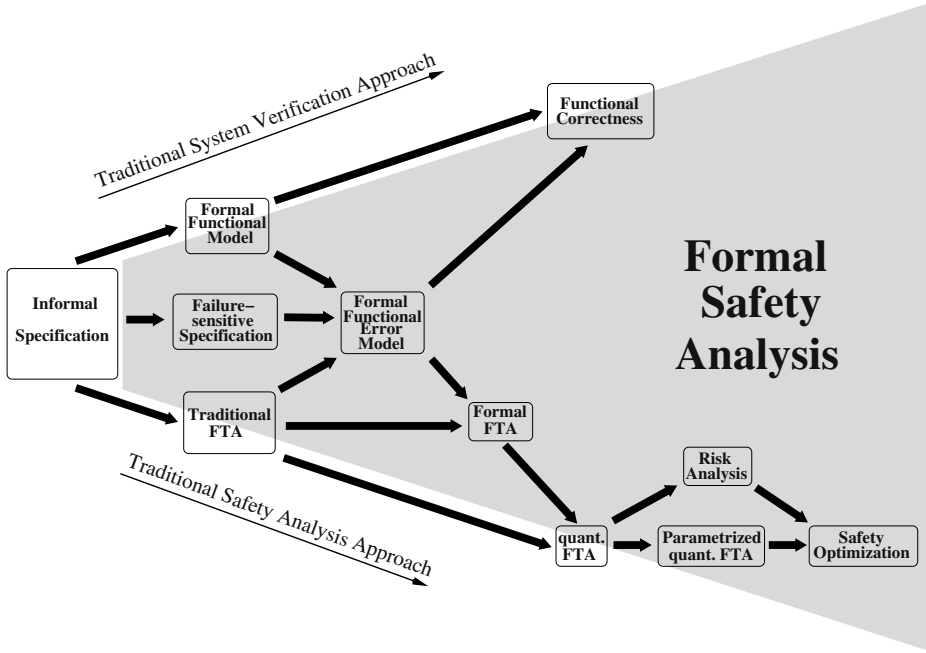 Traditional System Verification Approach
Functional
Correctness
Formal
Functional
Model
Informal
Specification
Failure-
sensitive
Specification
Formal
Functional
Error
Model
Formal
Safety
Analysis
Traditional
FTA
Formal
FTA
Traditional Safety Analysis Approach
Risk
Analysis
quant.
FTA
Parametrized
quant. FTA
Safety
Optimization